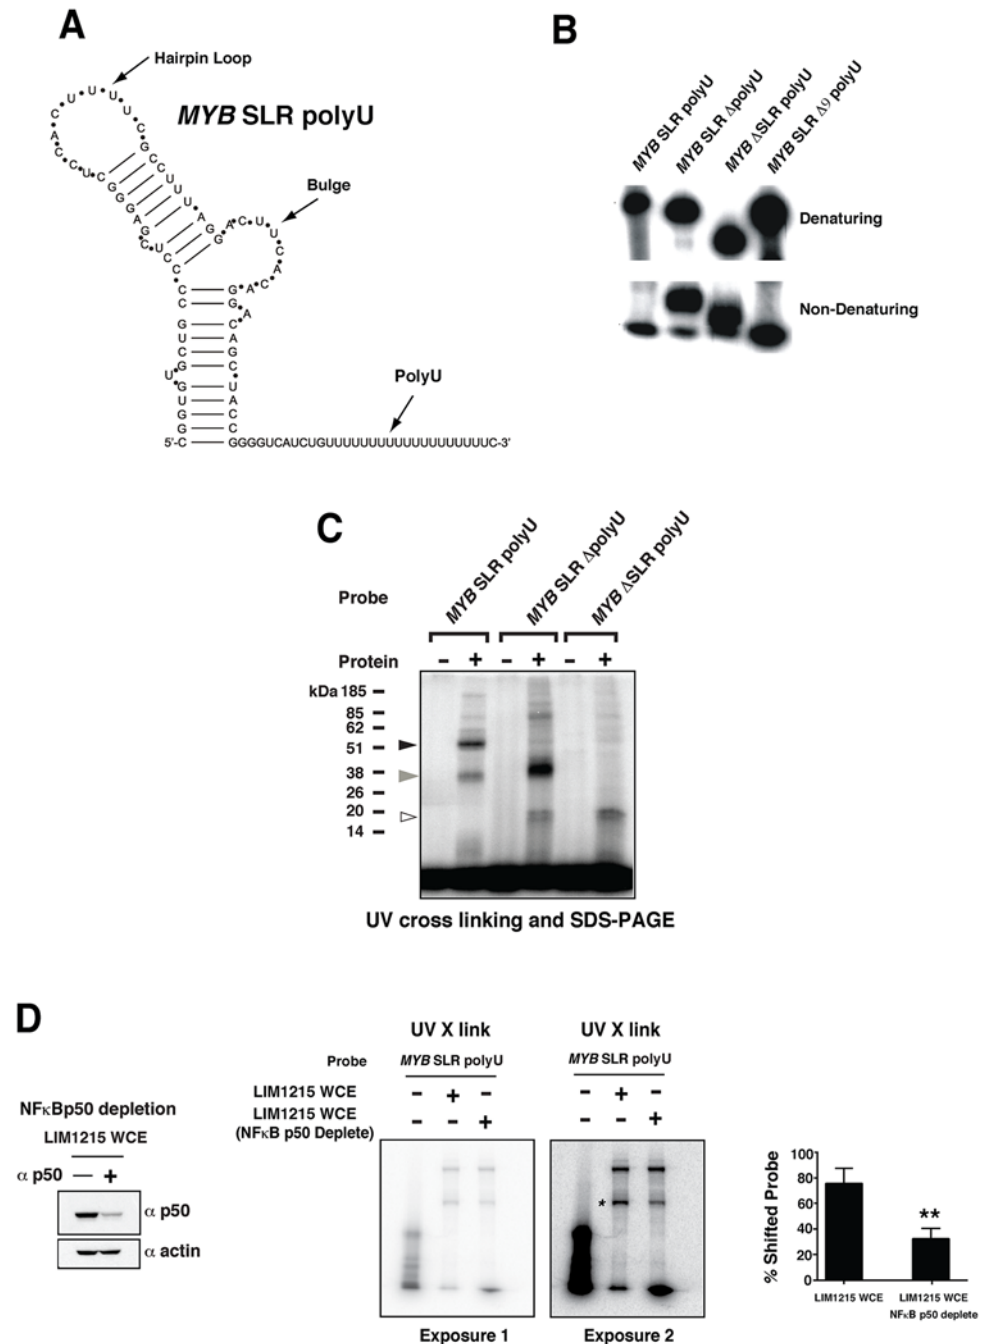 A
Hairpin Loop
MYB SLR polyU
Bulge
PolyU
5'-C
GGGGUCAUCUGUUUUUUUUUUUUUUUUUUUUC-3'
B
MYB SLR polyU
MYB SLR ΔpolyU
MYB ΔSLR polyU
MYB SLR Δ9 polyU
Denaturing
Non-Denaturing
C
Probe
MYB SLR polyU
MYB SLR ΔpolyU
MYB ΔSLR polyU
Protein - + - + - +
kDa 185
85
62
51
38
26
20
14
UV cross linking and SDS-PAGE
D
NFκBp50 depletion
LIM1215 WCE
α p50 — +
α p50
α actin
UV X link
UV X link
Probe
MYB SLR polyU
MYB SLR polyU
LIM1215 WCE - + - - + -
LIM1215 WCE
(NFκB p50 Deplete) - - + - - +
*
Exposure 1
Exposure 2
% Shifted Probe
100
80
60
40
20
0
**
LIM1215 WCE
LIM1215 WCE
NFκB p50 deplete